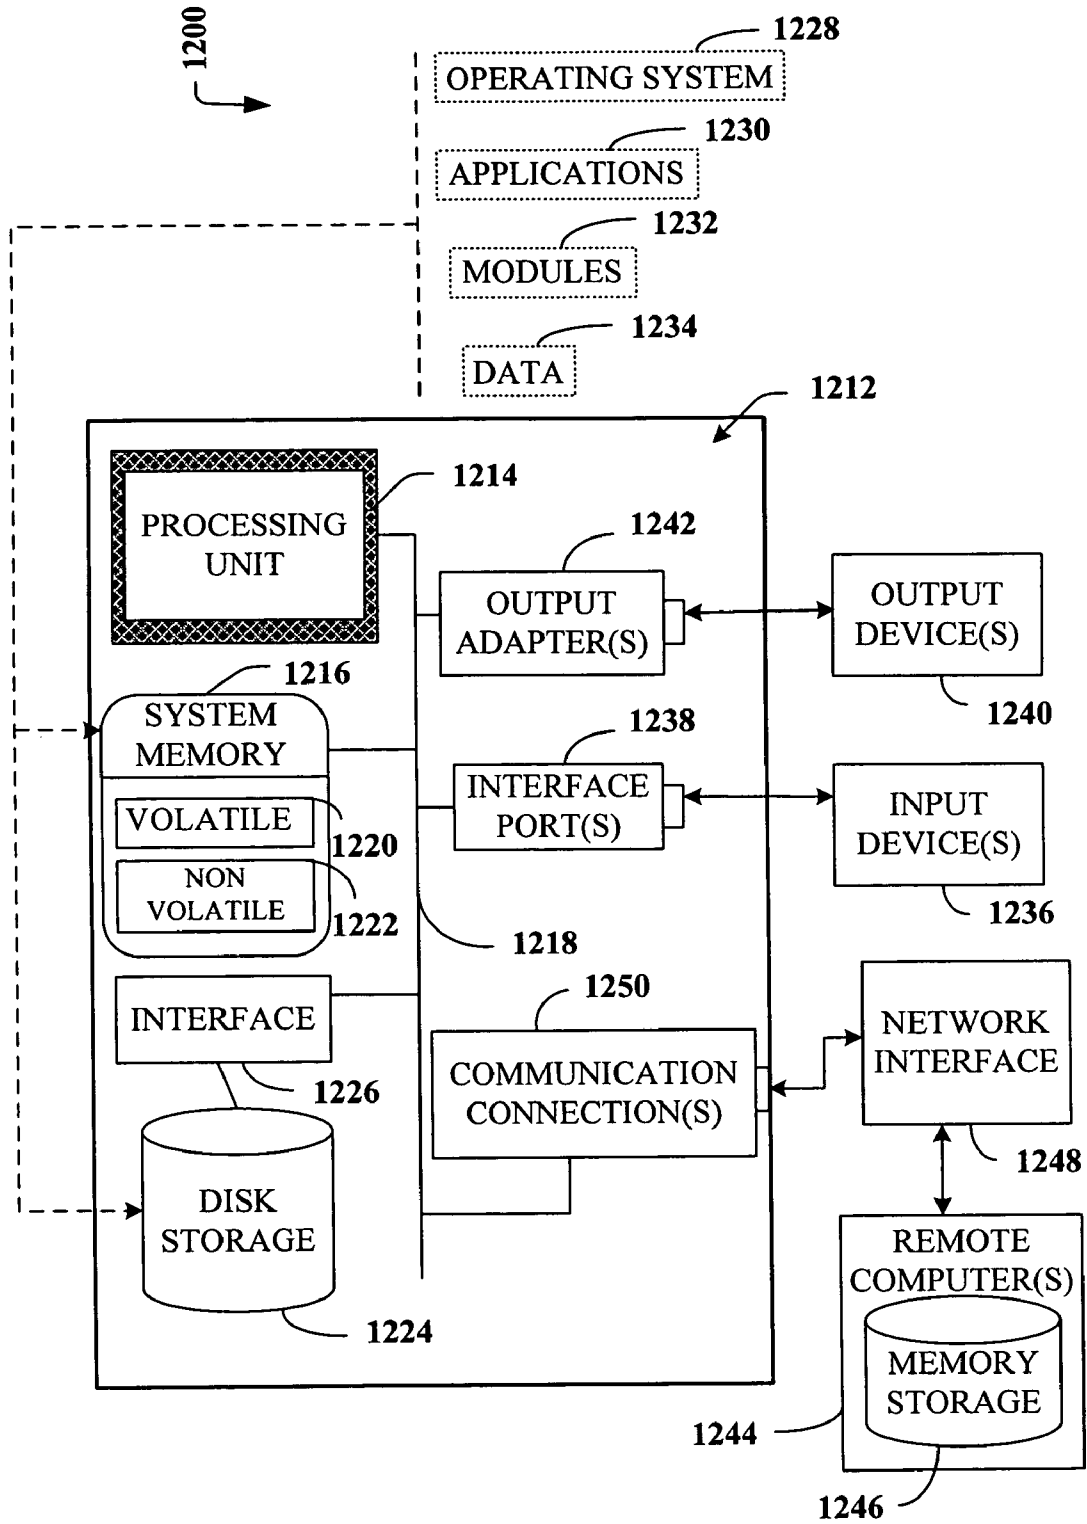 1200
1228
OPERATING SYSTEM
1230
APPLICATIONS
1232
MODULES
1234
DATA
1212
1214
PROCESSING
UNIT
1242
OUTPUT
ADAPTER(S)
OUTPUT
DEVICE(S)
1240
1216
SYSTEM
MEMORY
1238
INTERFACE
PORT(S)
INPUT
DEVICE(S)
1236
VOLATILE
1220
NON
VOLATILE
1222
1218
INTERFACE
1226
1250
COMMUNICATION
CONNECTION(S)
NETWORK
INTERFACE
1248
DISK
STORAGE
1224
REMOTE
COMPUTER(S)
MEMORY
STORAGE
1244
1246